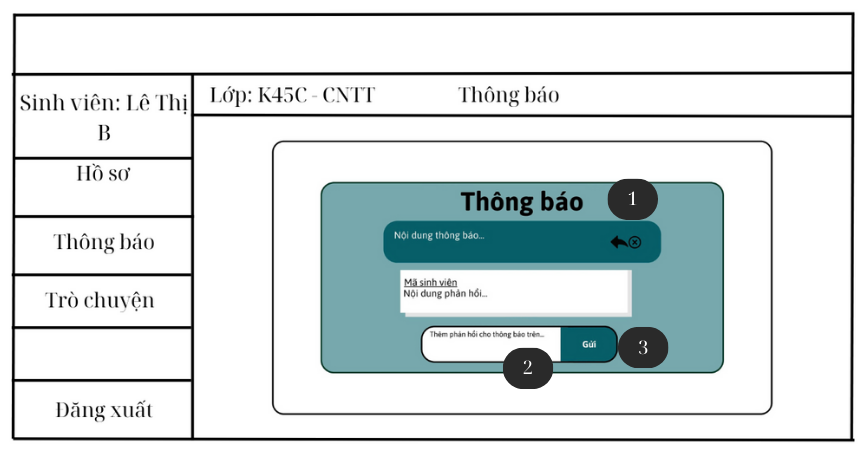 Sinh viên: Lê Thị
B
Lớp: K45C - CNTT
Thông báo
Hồ sơ
Thông báo
Trò chuyện
Đăng xuất
Thông báo
1
Nội dung thông báo...
Mã sinh viên
Nội dung phản hồi...
Thêm phản hồi cho thông báo trên...
Gửi
2
3